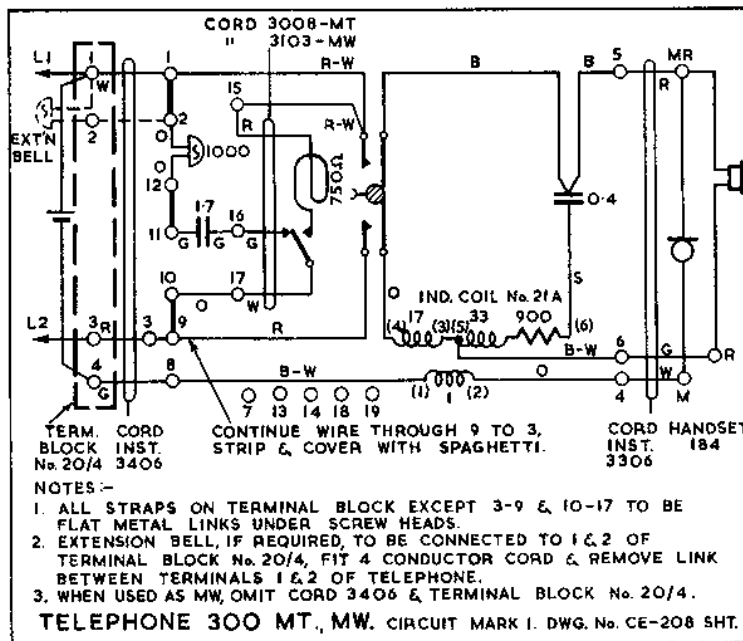 CORD 3008-MT
" 3103-MW
L1
1
W
1
R-W
B
B
5
MR
R
15
R-W
2
2
R
EXT'N
BELL
O
1000
O
750Ω
12
0.4
1.7
16
11
G
G
G
S
10
17
O
W
O
IND. COIL No. 21A
17
33
900
L2
3
R
3
9
R
(4)
(3)
(5)
(6)
B-W
6
G
R
4
G
8
B-W
(1)
1
(2)
O
4
W
M
7
13
14
18
19
TERM.
BLOCK
No. 20/4
CORD
INST.
3406
CONTINUE WIRE THROUGH 9 TO 3,
STRIP & COVER WITH SPAGHETTI.
CORD
INST.
3306
HANDSET
184
NOTES:-
1. ALL STRAPS ON TERMINAL BLOCK EXCEPT 3-9 & 10-17 TO BE
FLAT METAL LINKS UNDER SCREW HEADS.
2. EXTENSION BELL, IF REQUIRED, TO BE CONNECTED TO 1 & 2 OF
TERMINAL BLOCK No. 20/4, FIT 4 CONDUCTOR CORD & REMOVE LINK
BETWEEN TERMINALS 1 & 2 OF TELEPHONE.
3. WHEN USED AS MW, OMIT CORD 3406 & TERMINAL BLOCK No. 20/4.
TELEPHONE 300 MT., MW. CIRCUIT MARK 1. DWG. No. CE-208 SHT.